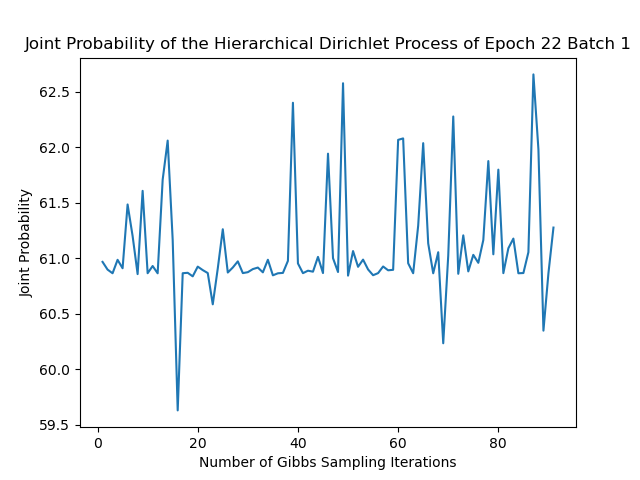 Joint Probability of the Hierarchical Dirichlet Process of Epoch 22 Batch 1
62.5
62.0
61.5
61.0
60.5
60.0
59.5
Joint Probability
0 20 40 60 80
Number of Gibbs Sampling Iterations